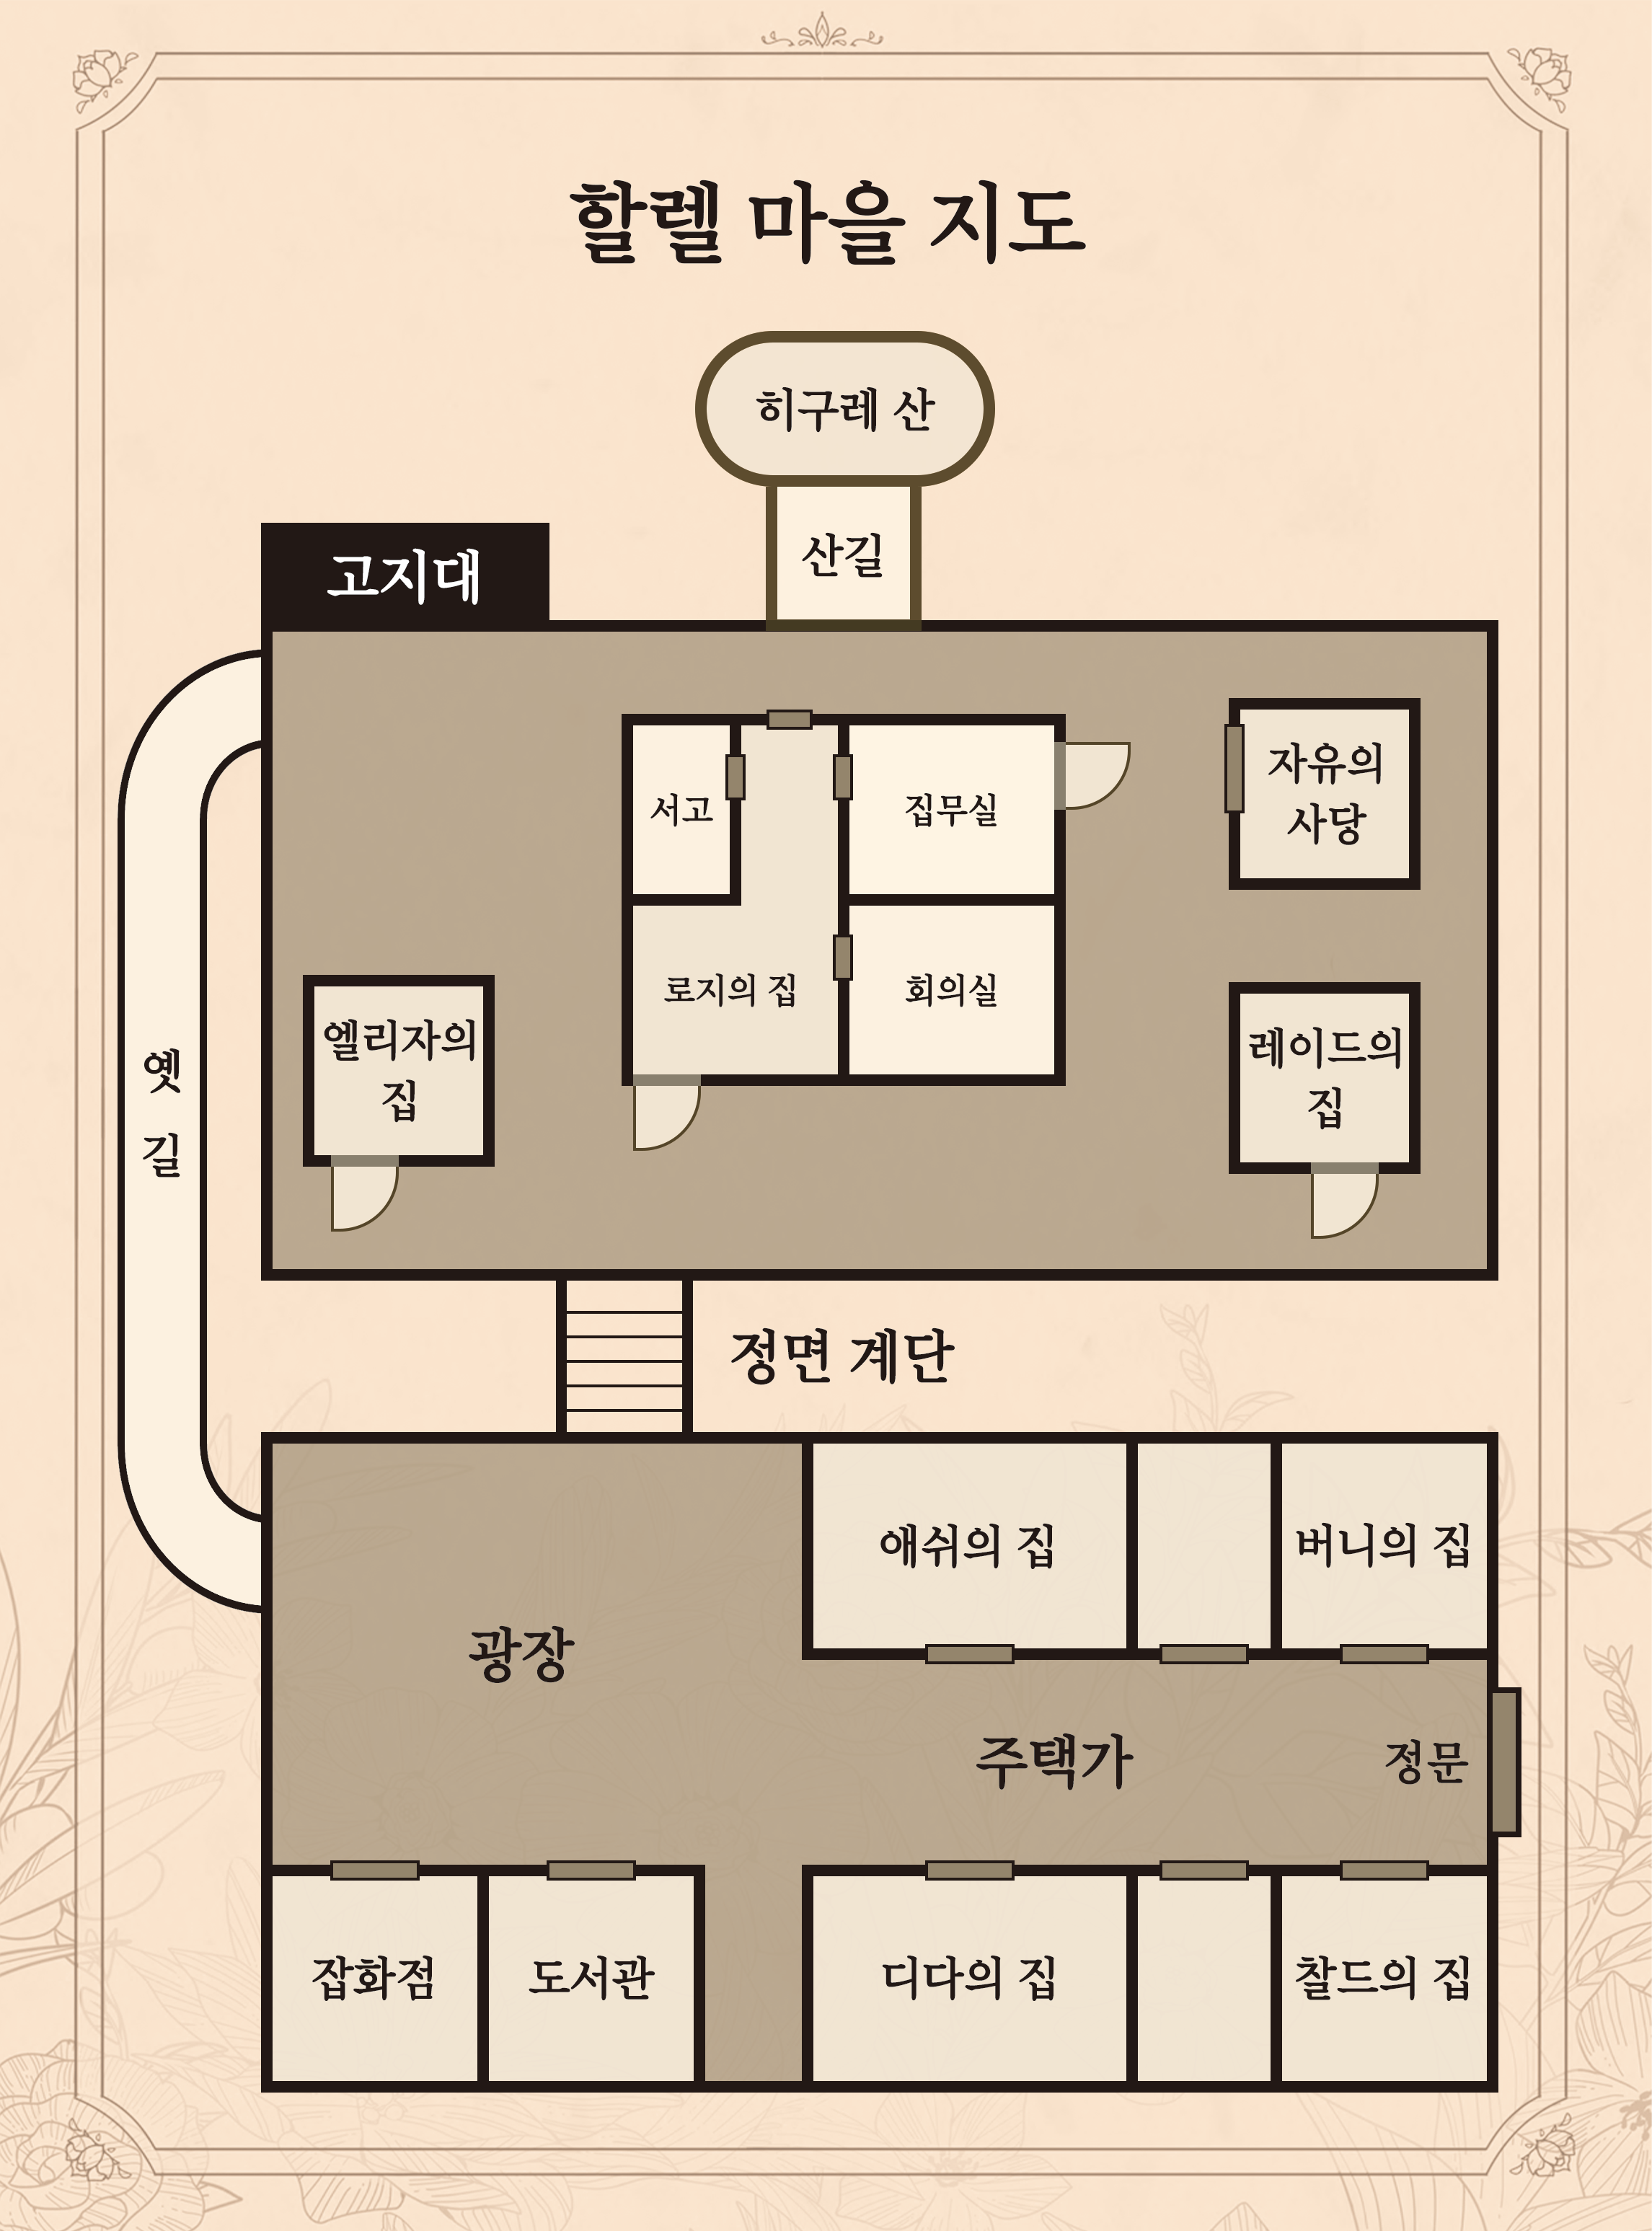 할렐 마을 지도
히구레 산
산길
고지대
자유의
사당
서고
집무실
로지의 집
회의실
엘리자의
집
레이드의
집
옛
길
정면 계단
애쉬의 집
버니의 집
광장
주택가
정문
잡화점
도서관
디다의 집
찰드의 집